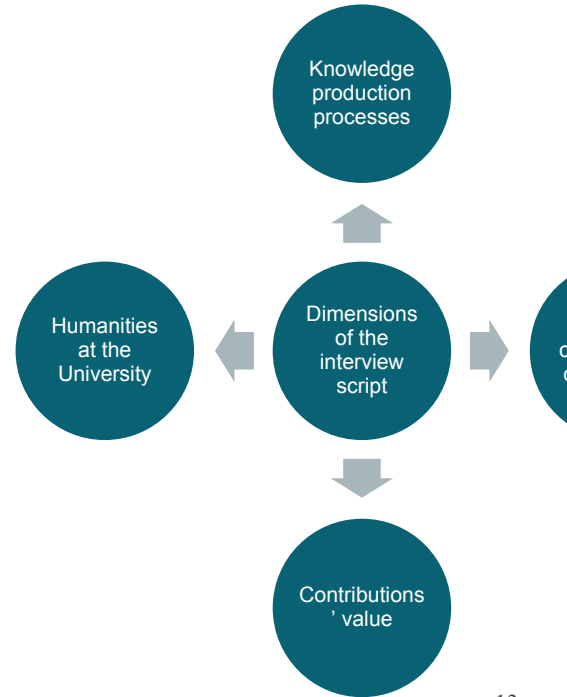 Knowledge
production
processes
Humanities
at the
University
Dimensions
of the
interview
script
Contributions
’ value